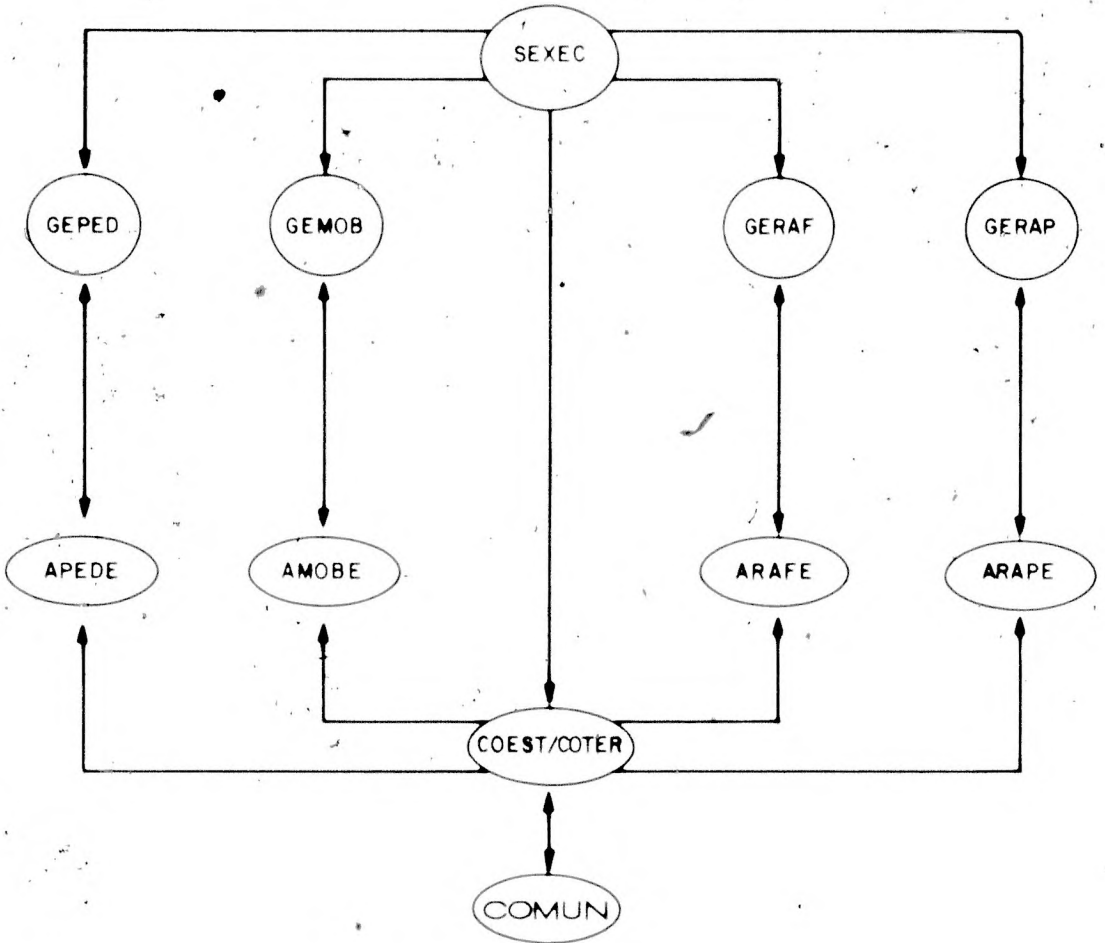 SEXEC
GEPED
GEMOB
GERAF
GERAP
APEDE
AMOBE
ARAFE
ARAPE
COEST/COTER
COMUN